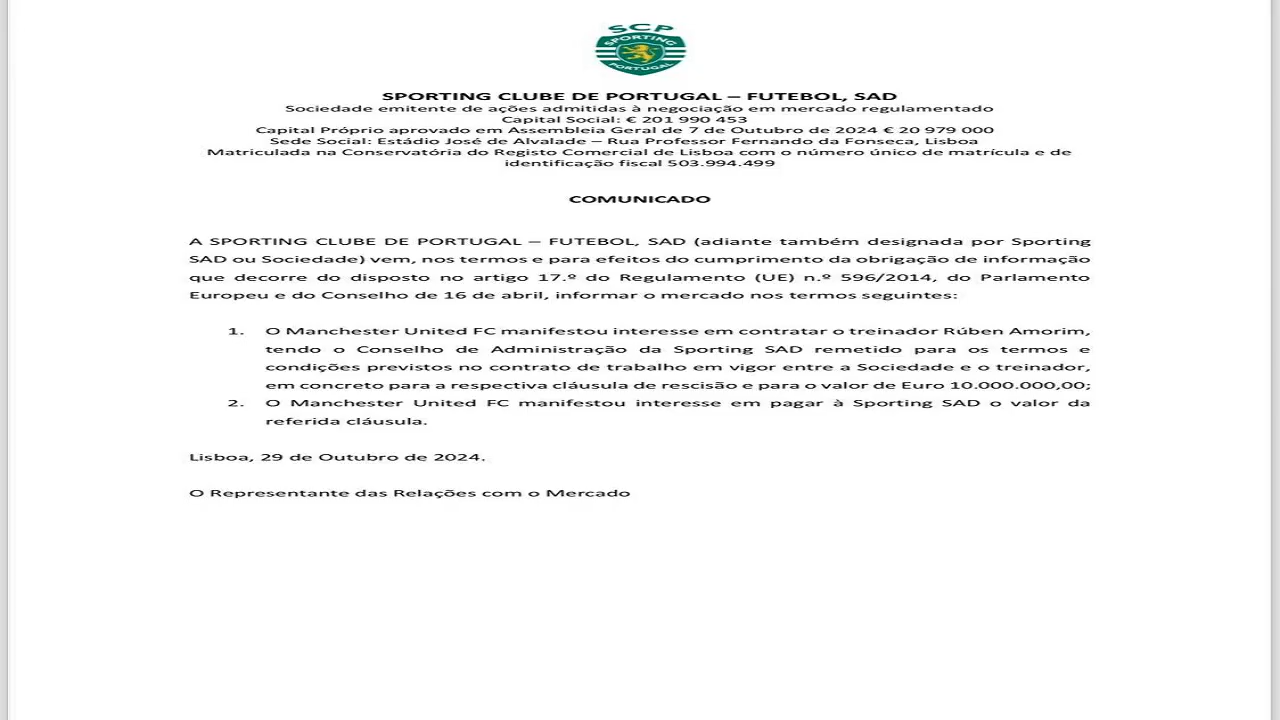 SCP
SPORTING
PORTUGAL
SPORTING CLUBE DE PORTUGAL – FUTEBOL, SAD
Sociedade emitente de ações admitidas à negociação em mercado regulamentado
Capital Social: € 201 990 453
Capital Próprio aprovado em Assembleia Geral de 7 de Outubro de 2024 € 20 979 000
Sede Social: Estádio José de Alvalade – Rua Professor Fernando da Fonseca, Lisboa
Matriculada na Conservatória do Registo Comercial de Lisboa com o número único de matrícula e de
identificação fiscal 503.994.499
COMUNICADO
A SPORTING CLUBE DE PORTUGAL – FUTEBOL, SAD (adiante também designada por Sporting
SAD ou Sociedade) vem, nos termos e para efeitos do cumprimento da obrigação de informação
que decorre do disposto no artigo 17.º do Regulamento (UE) n.º 596/2014, do Parlamento
Europeu e do Conselho de 16 de abril, informar o mercado nos termos seguintes:
1. O Manchester United FC manifestou interesse em contratar o treinador Rúben Amorim,
tendo o Conselho de Administração da Sporting SAD remetido para os termos e
condições previstos no contrato de trabalho em vigor entre a Sociedade e o treinador,
em concreto para a respectiva cláusula de rescisão e para o valor de Euro 10.000.000,00;
2. O Manchester United FC manifestou interesse em pagar à Sporting SAD o valor da
referida cláusula.
Lisboa, 29 de Outubro de 2024.
O Representante das Relações com o Mercado